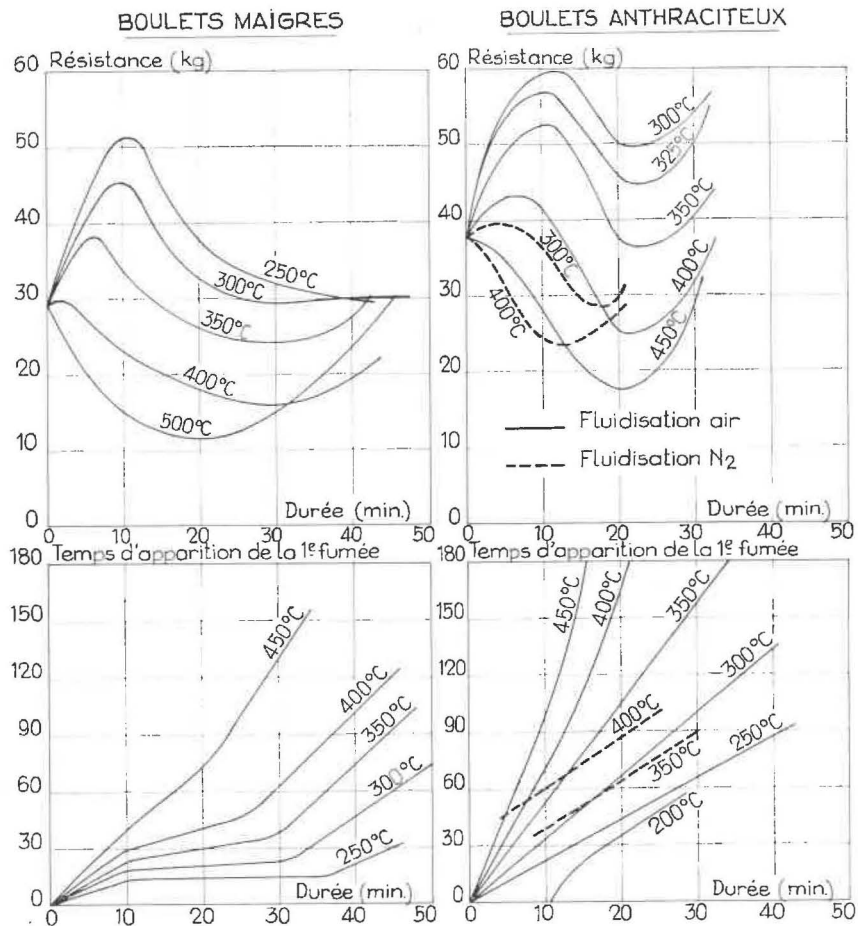 BOULETS MAIGRES
BOULETS ANTHRACITEUX
Résistance (kg)
60
50
40
30
20
10
0
250°C
300°C
350°C
400°C
500°C
Durée (min.)
0 10 20 30 40 50
60
Résistance (kg)
50
40
30
20
10
0
300°C
325°C
350°C
300°C
400°C
400°C
450°C
Fluidisation air
Fluidisation N2
Durée (min.)
0 10 20 30 40 50
Temps d'apparition de la 1e fumée
180
150
120
90
60
30
0
450°C
400°C
350°C
300°C
250°C
Durée (min.)
0 10 20 30 40 50
Temps d'apparition de la 1e fumée
180
150
120
90
60
30
0
450°C
400°C
350°C
300°C
400°C
350°C
250°C
200°C
Durée (min.)
0 10 20 30 40 50